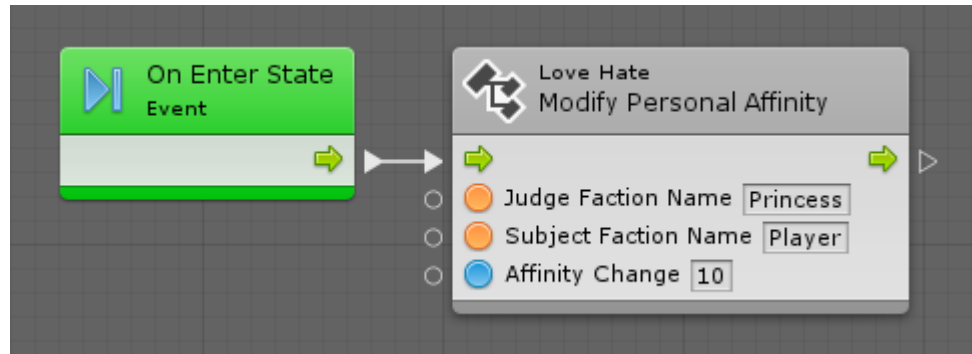 On Enter State
Event
Love Hate
Modify Personal Affinity
Judge Faction Name Princess
Subject Faction Name Player
Affinity Change 10